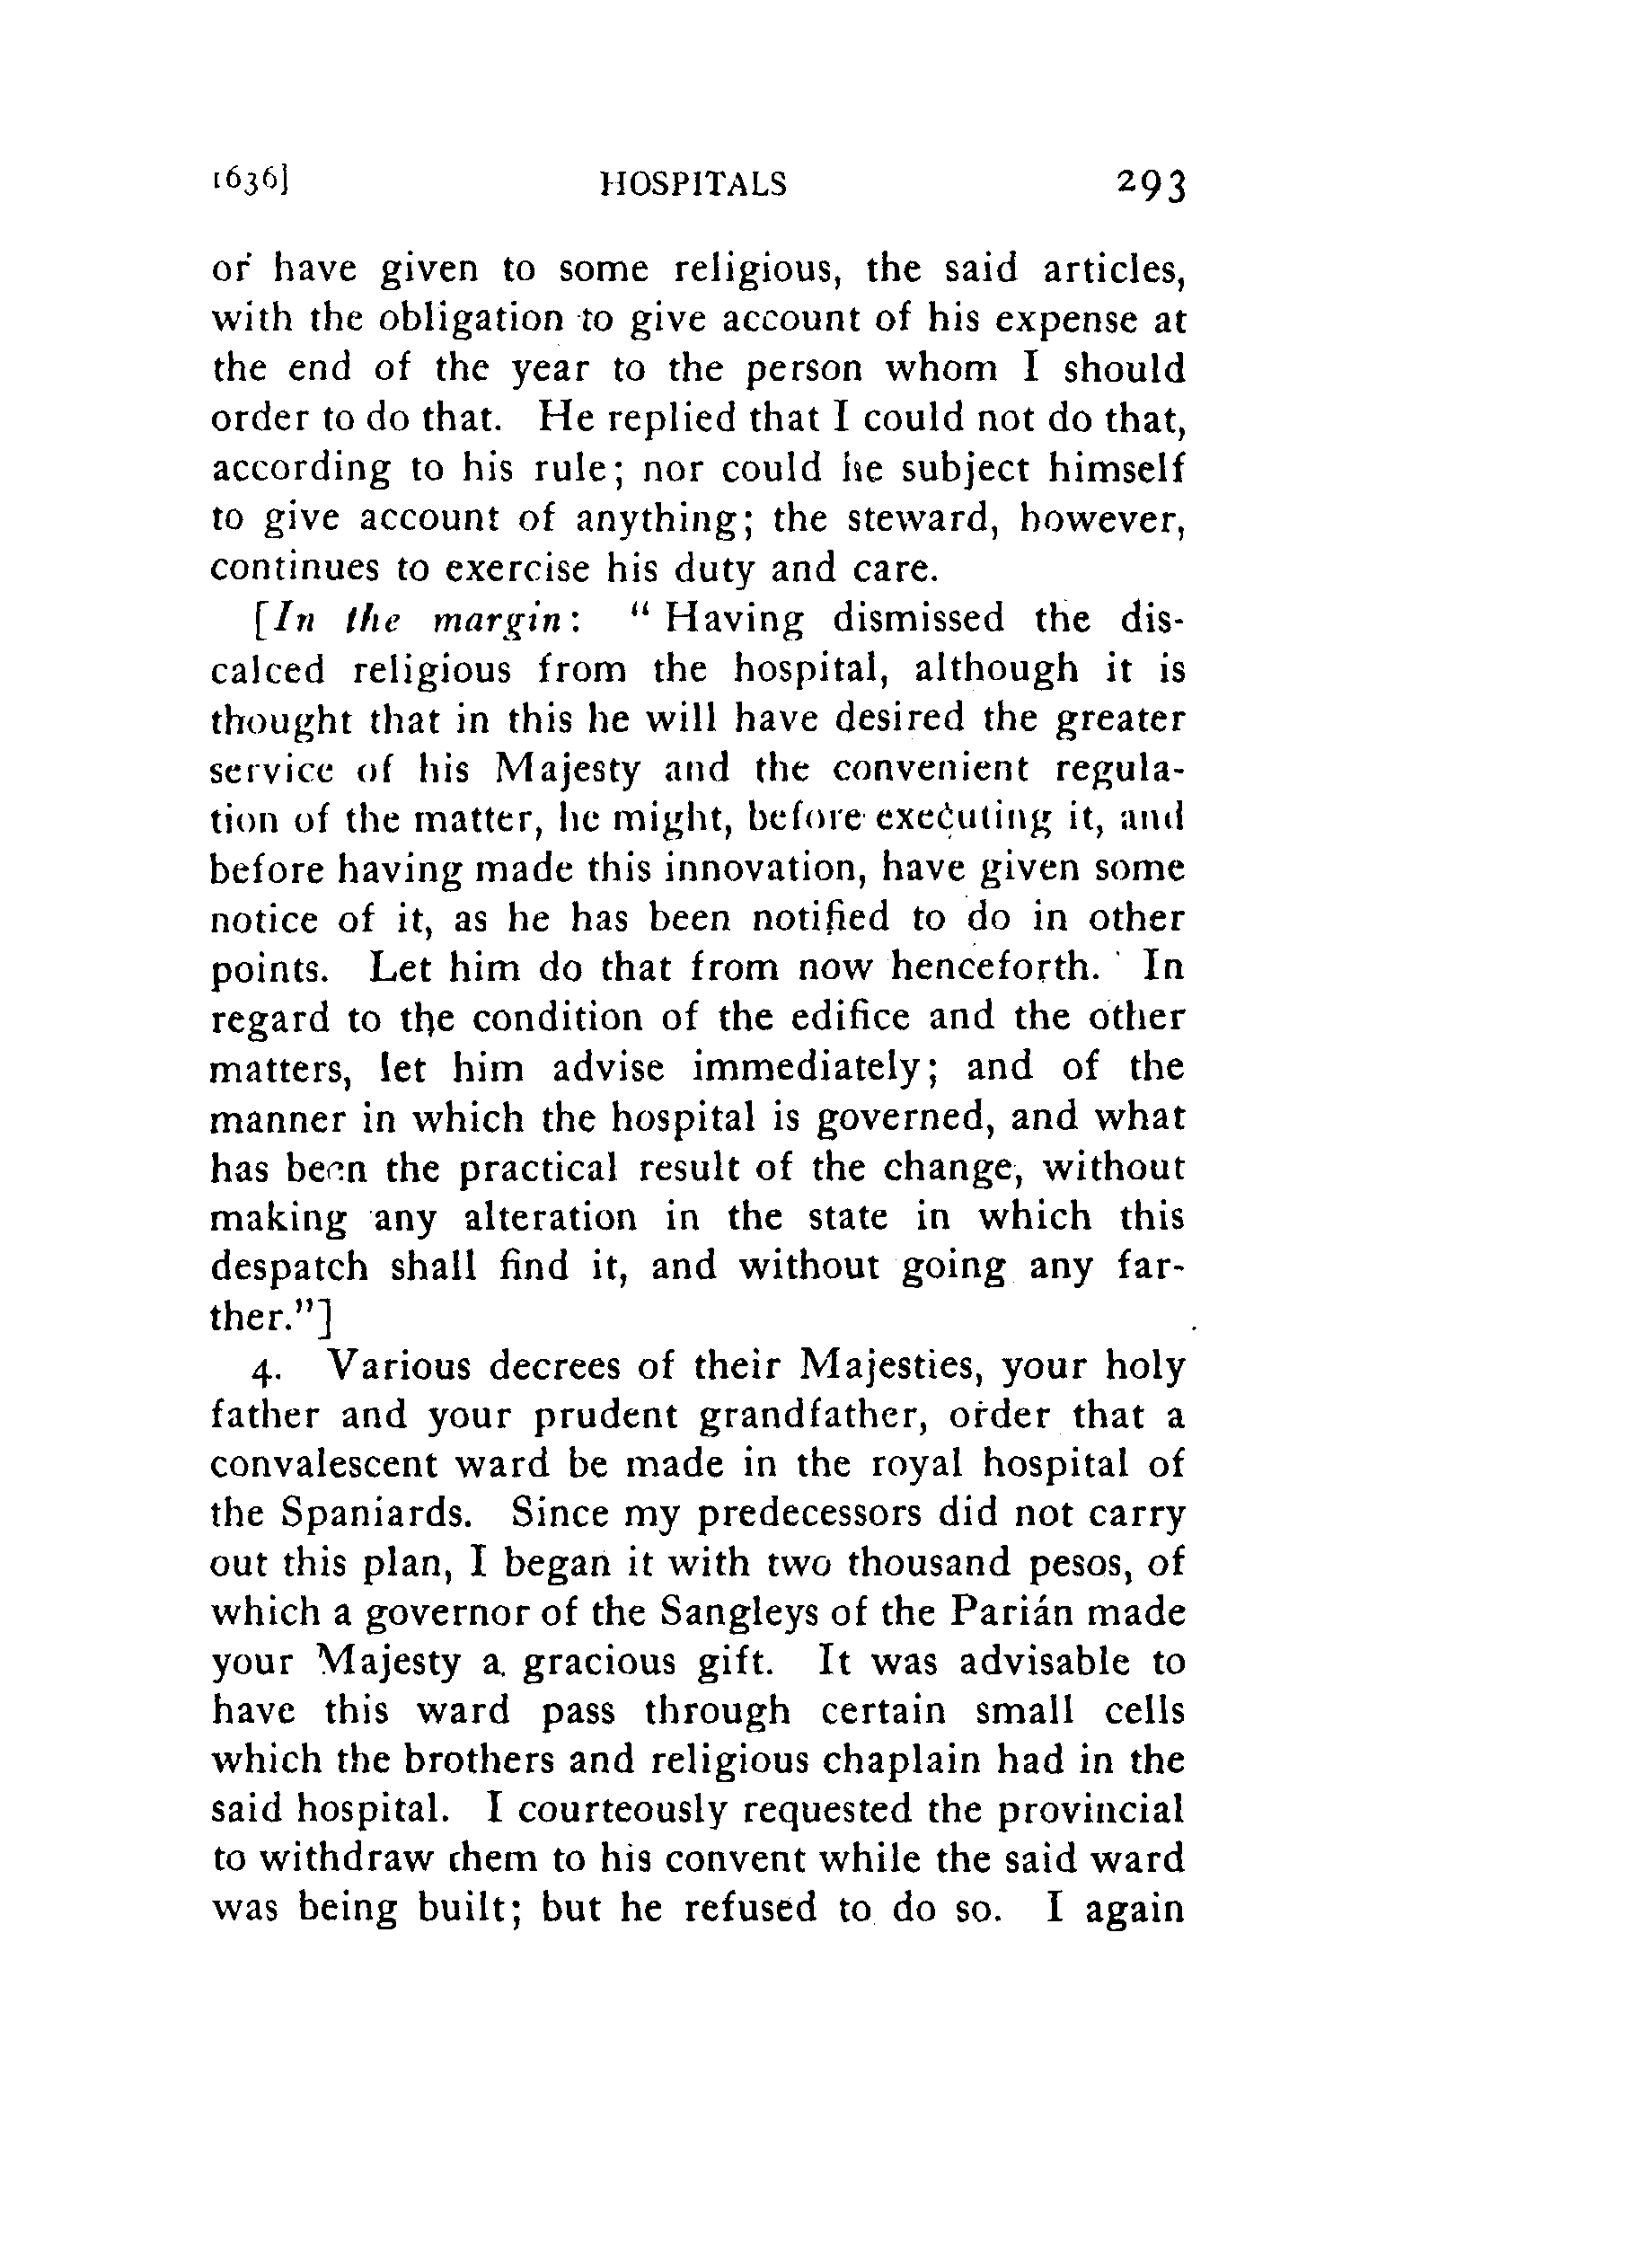 1636] HOSPITALS 293
or have given to some religious, the said articles,
with the obligation to give account of his expense at
the end of the year to the person whom I should
order to do that. He replied that I could not do that,
according to his rule; nor could he subject himself
to give account of anything; the steward, however,
continues to exercise his duty and care.
[In the margin: “ Having dismissed the dis-
calced religious from the hospital, although it is
thought that in this he will have desired the greater
service of his Majesty and the convenient regula-
tion of the matter, he might, before executing it, and
before having made this innovation, have given some
notice of it, as he has been notified to do in other
points. Let him do that from now henceforth. In
regard to the condition of the edifice and the other
matters, let him advise immediately; and of the
manner in which the hospital is governed, and what
has been the practical result of the change, without
making any alteration in the state in which this
despatch shall find it, and without going any far-
ther.”]
4. Various decrees of their Majesties, your holy
father and your prudent grandfather, order that a
convalescent ward be made in the royal hospital of
the Spaniards. Since my predecessors did not carry
out this plan, I began it with two thousand pesos, of
which a governor of the Sangleys of the Parián made
your Majesty a gracious gift. It was advisable to
have this ward pass through certain small cells
which the brothers and religious chaplain had in the
said hospital. I courteously requested the provincial
to withdraw them to his convent while the said ward
was being built; but he refused to do so. I again